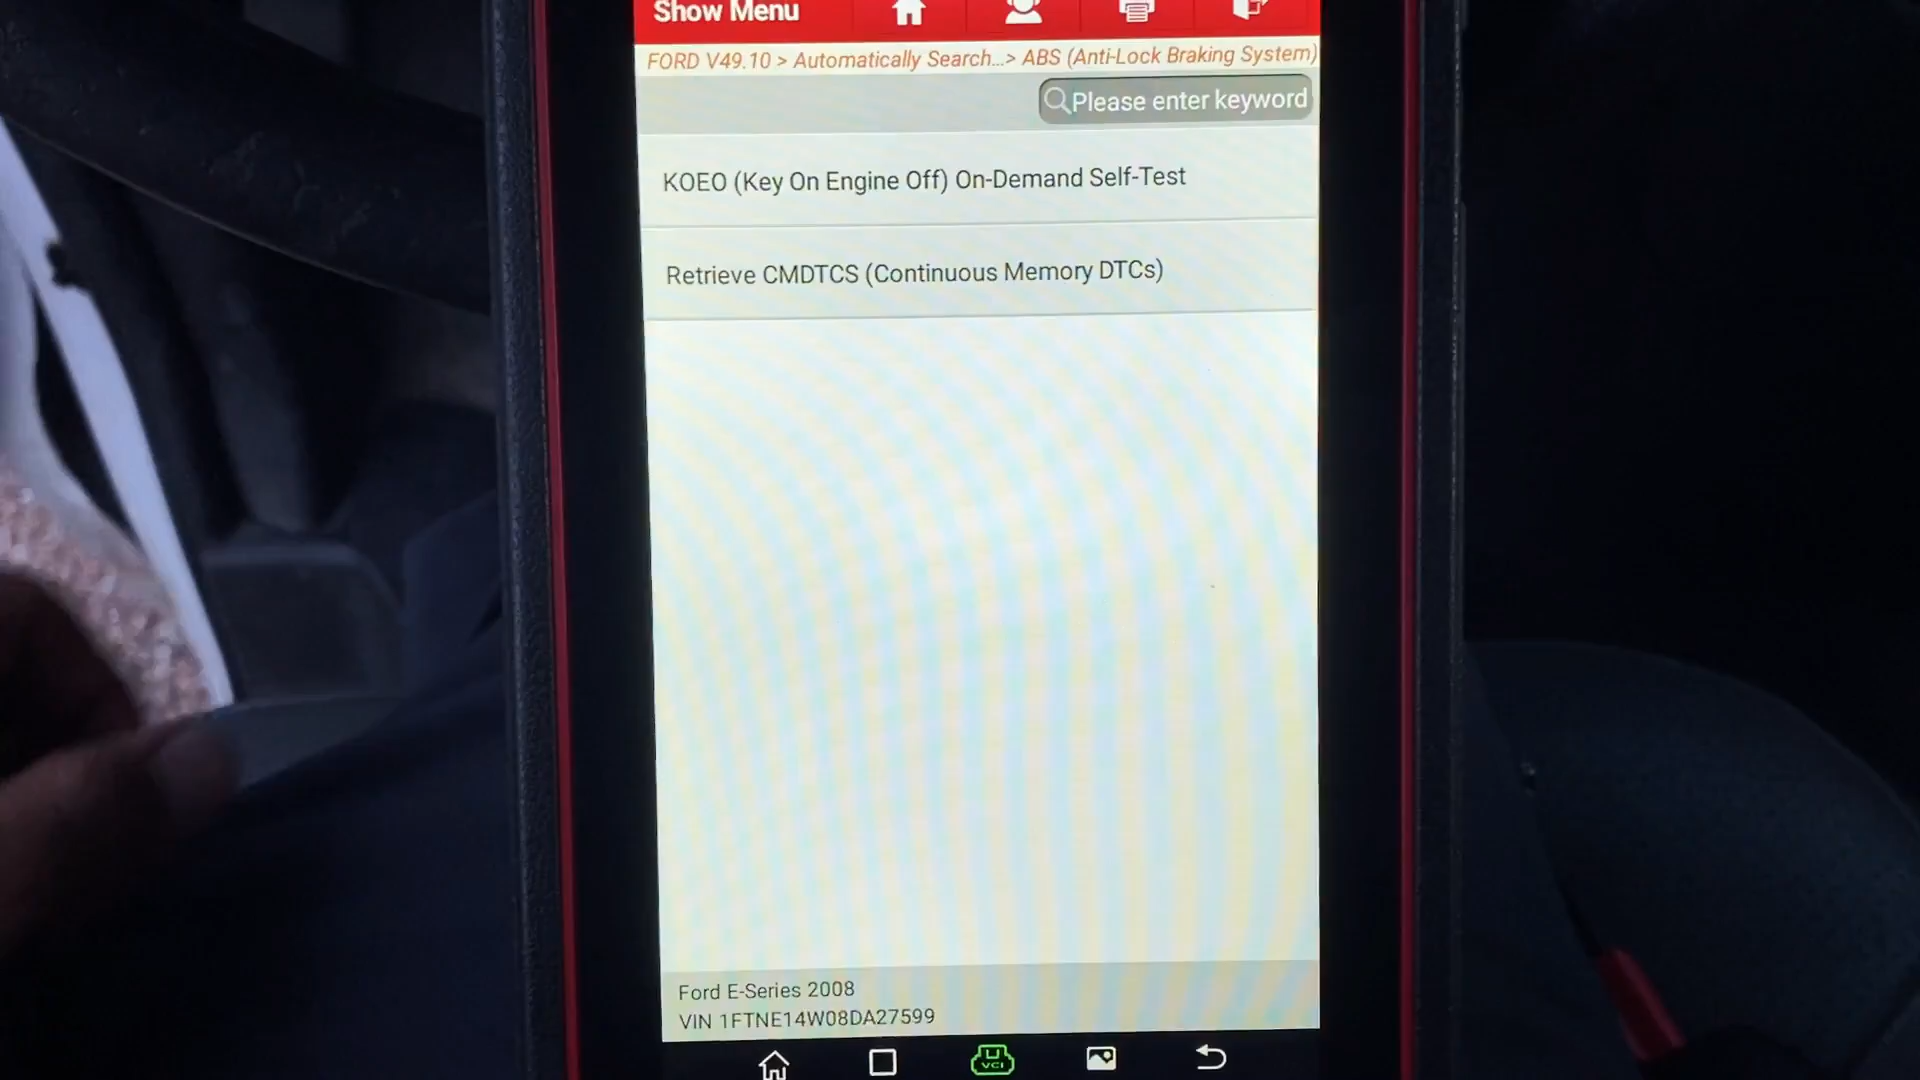 Show Menu
FORD V49.10 > Automatically Search...> ABS (Anti-Lock Braking System)
Please enter keyword
KOEO (Key On Engine Off) On-Demand Self-Test
Retrieve CMDTCS (Continuous Memory DTCs)
Ford E-Series 2008
VIN 1FTNE14W08DA27599
VCI